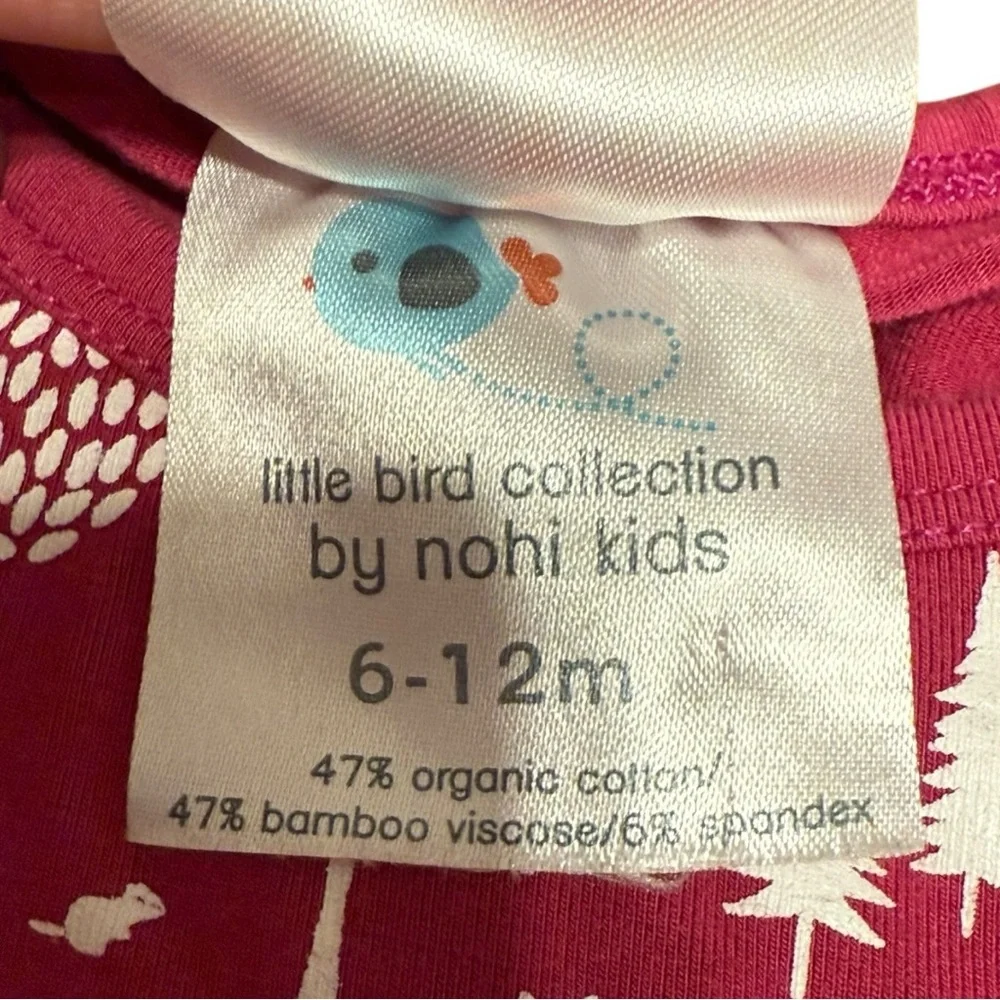 little bird collection
by nohi kids
6-12m
47% organic cotton/
47% bamboo viscose/6% spandex